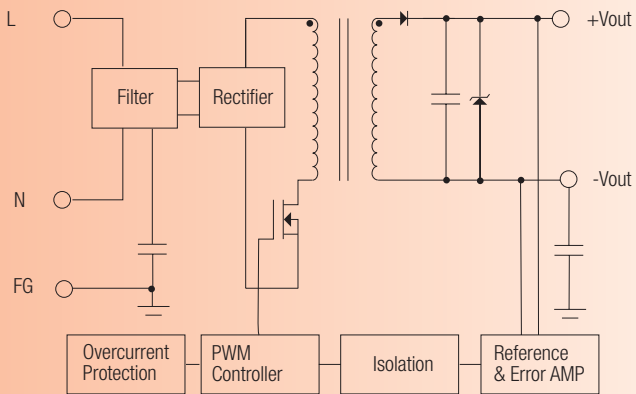 L
+Vout
Filter
Rectifier
N
-Vout
FG
Overcurrent
Protection
PWM
Controller
Isolation
Reference
& Error AMP